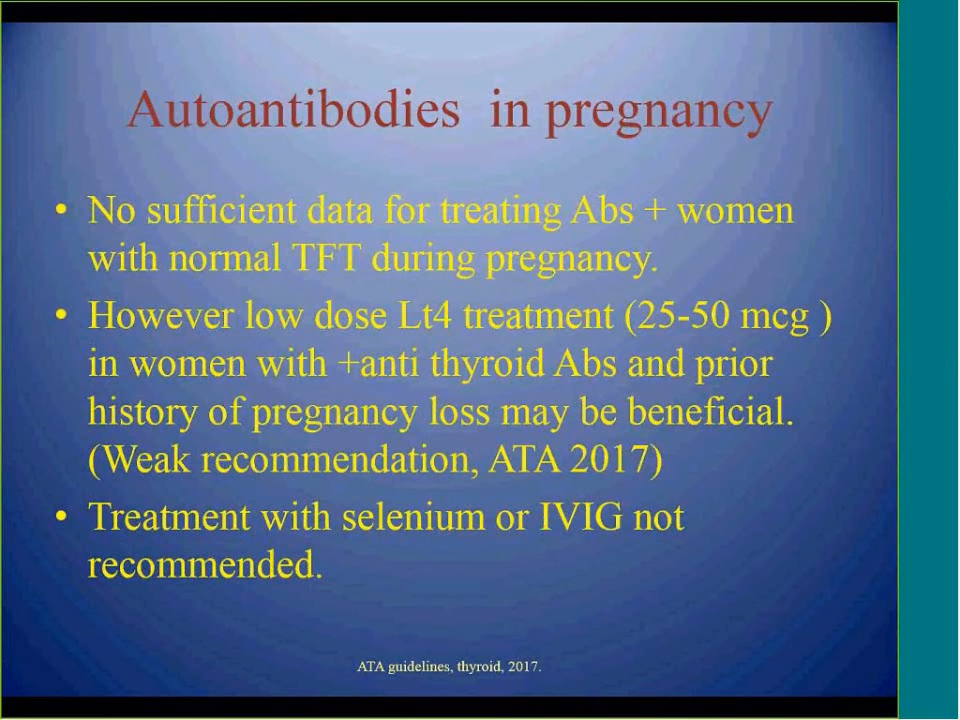 Autoantibodies in pregnancy
• No sufficient data for treating Abs + women
with normal TFT during pregnancy.
• However low dose Lt4 treatment (25-50 mcg )
in women with +anti thyroid Abs and prior
history of pregnancy loss may be beneficial.
(Weak recommendation, ATA 2017)
• Treatment with selenium or IVIG not
recommended.
ATA guidelines, thyroid, 2017.